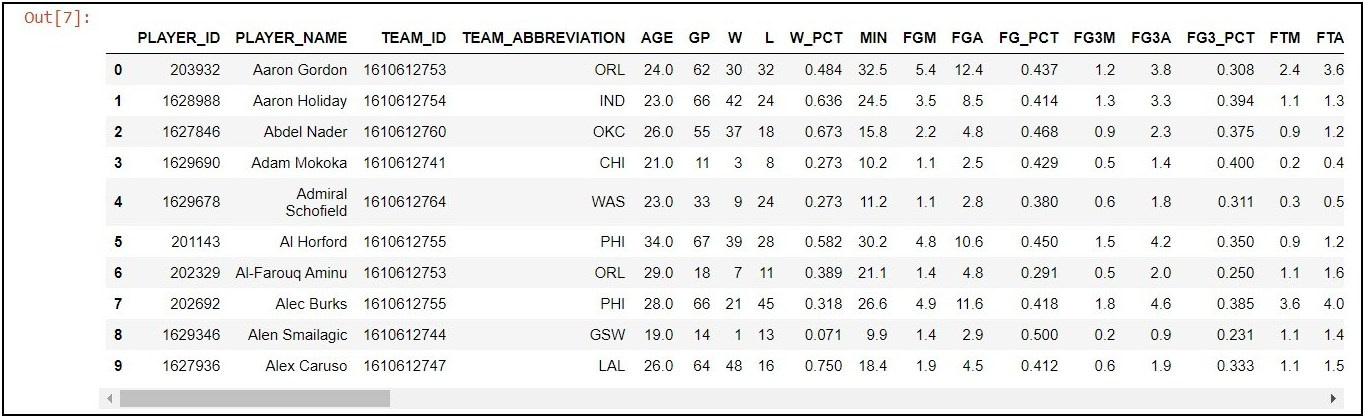 Out[7]:
PLAYER_ID PLAYER_NAME TEAM_ID TEAM_ABBREVIATION AGE GP W L W_PCT MIN FGM FGA FG_PCT FG3M FG3A FG3_PCT FTM FTA
0 203932 Aaron Gordon 1610612753 ORL 24.0 62 30 32 0.484 32.5 5.4 12.4 0.437 1.2 3.8 0.308 2.4 3.6
1 1628988 Aaron Holiday 1610612754 IND 23.0 66 42 24 0.636 24.5 3.5 8.5 0.414 1.3 3.3 0.394 1.1 1.3
2 1627846 Abdel Nader 1610612760 OKC 26.0 55 37 18 0.673 15.8 2.2 4.8 0.468 0.9 2.3 0.375 0.9 1.2
3 1629690 Adam Mokoka 1610612741 CHI 21.0 11 3 8 0.273 10.2 1.1 2.5 0.429 0.5 1.4 0.400 0.2 0.4
Admiral
4 1629678 Schofield 1610612764 WAS 23.0 33 9 24 0.273 11.2 1.1 2.8 0.380 0.6 1.8 0.311 0.3 0.5
5 201143 Al Horford 1610612755 PHI 34.0 67 39 28 0.582 30.2 4.8 10.6 0.450 1.5 4.2 0.350 0.9 1.2
6 202329 Al-Farouq Aminu 1610612753 ORL 29.0 18 7 11 0.389 21.1 1.4 4.8 0.291 0.5 2.0 0.250 1.1 1.6
7 202692 Alec Burks 1610612755 PHI 28.0 66 21 45 0.318 26.6 4.9 11.6 0.418 1.8 4.6 0.385 3.6 4.0
8 1629346 Alen Smailagic 1610612744 GSW 19.0 14 1 13 0.071 9.9 1.4 2.9 0.500 0.2 0.9 0.231 1.1 1.4
9 1627936 Alex Caruso 1610612747 LAL 26.0 64 48 16 0.750 18.4 1.9 4.5 0.412 0.6 1.9 0.333 1.1 1.5